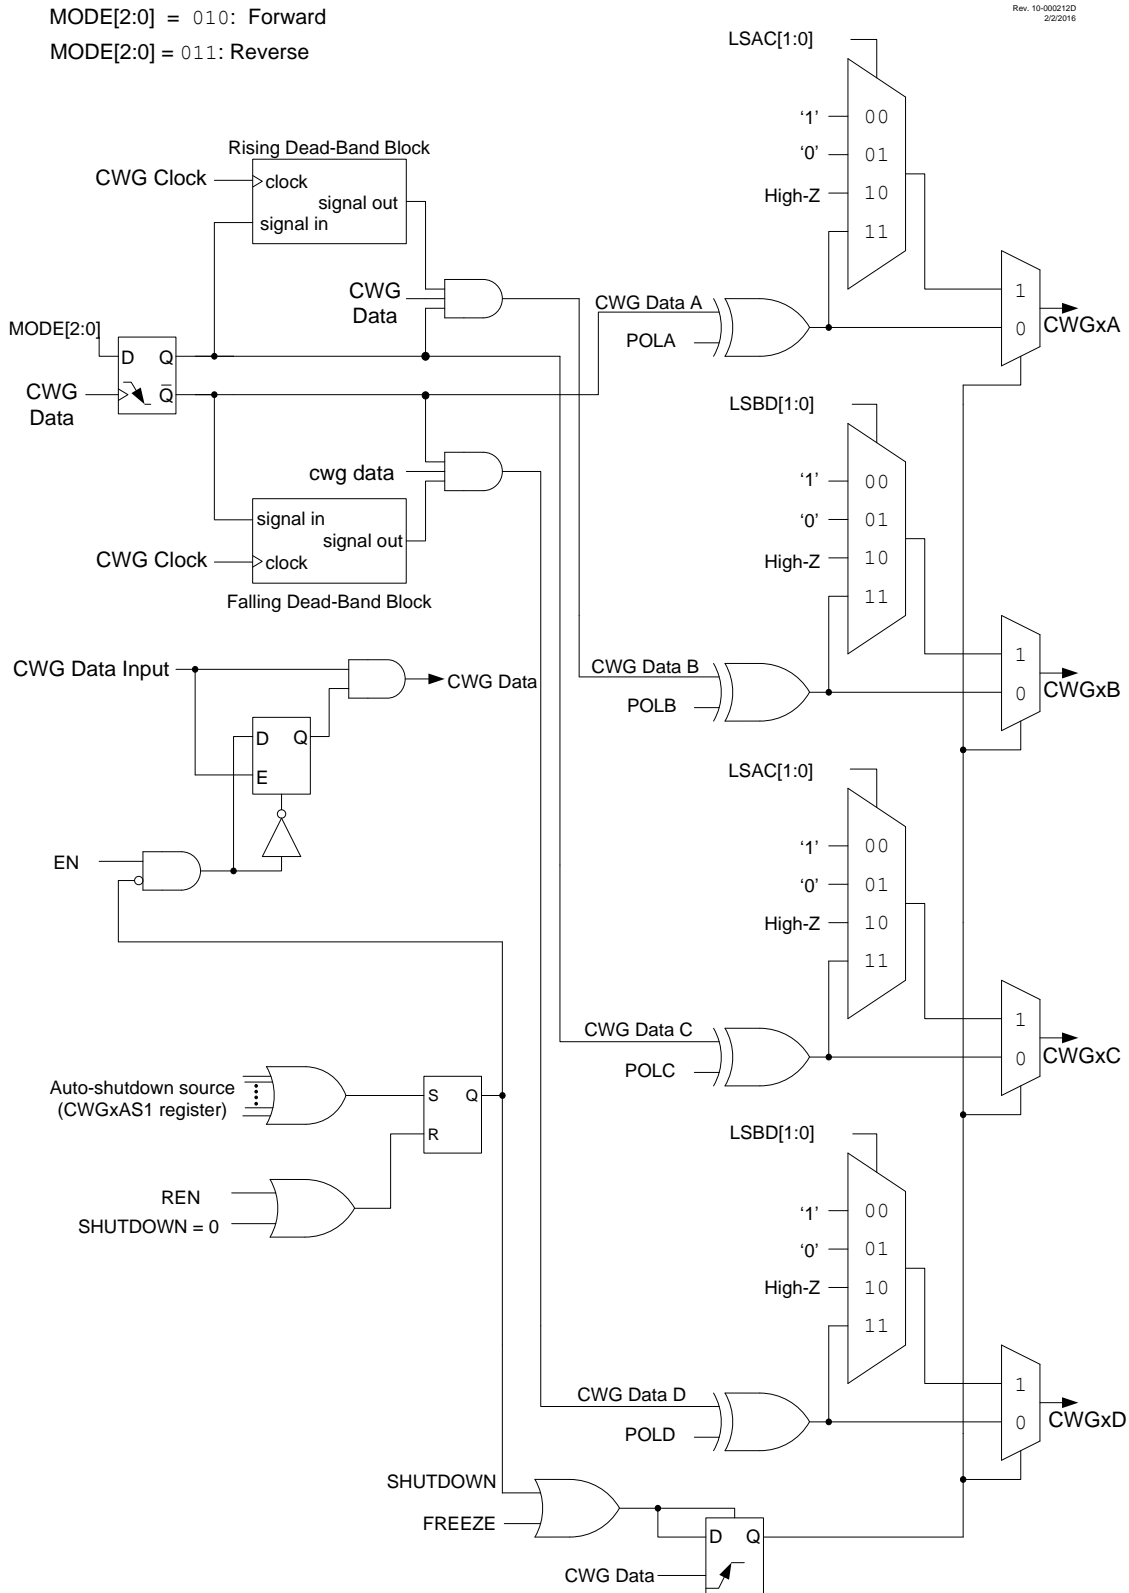 MODE[2:0] = 010: Forward
MODE[2:0] = 011: Reverse
Rev. 10-000212D
2/2/2016
LSAC[1:0]
'1'
00
'0'
01
High-Z
10
11
1
0
CWGxA
Rising Dead-Band Block
CWG Clock
clock
signal out
signal in
CWG
Data
CWG Data A
POLA
MODE[2:0]
D
Q
CWG
Data
Q
cwg data
signal in
signal out
CWG Clock
clock
Falling Dead-Band Block
LSBD[1:0]
'1'
00
'0'
01
High-Z
10
11
1
0
CWGxB
CWG Data B
POLB
CWG Data Input
CWG Data
D
Q
E
EN
LSAC[1:0]
'1'
00
'0'
01
High-Z
10
11
1
0
CWGxC
CWG Data C
POLC
Auto-shutdown source
(CWGxAS1 register)
S
Q
R
REN
SHUTDOWN = 0
LSBD[1:0]
'1'
00
'0'
01
High-Z
10
11
1
0
CWGxD
CWG Data D
POLD
SHUTDOWN
FREEZE
D
Q
CWG Data